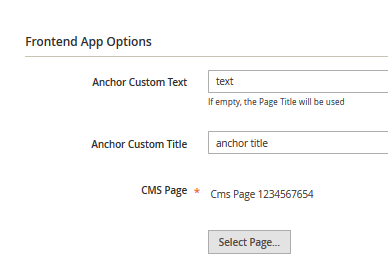 Frontend App Options
Anchor Custom Text text
If empty, the Page Title will be used
Anchor Custom Title anchor title
CMS Page * Cms Page 1234567654
Select Page...